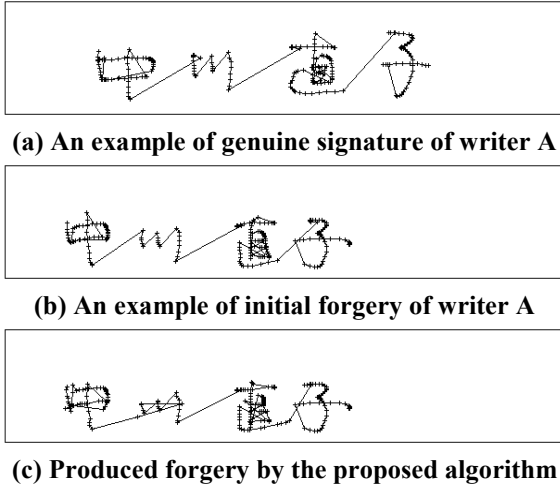 (a) An example of genuine signature of writer A
(b) An example of initial forgery of writer A
(c) Produced forgery by the proposed algorithm